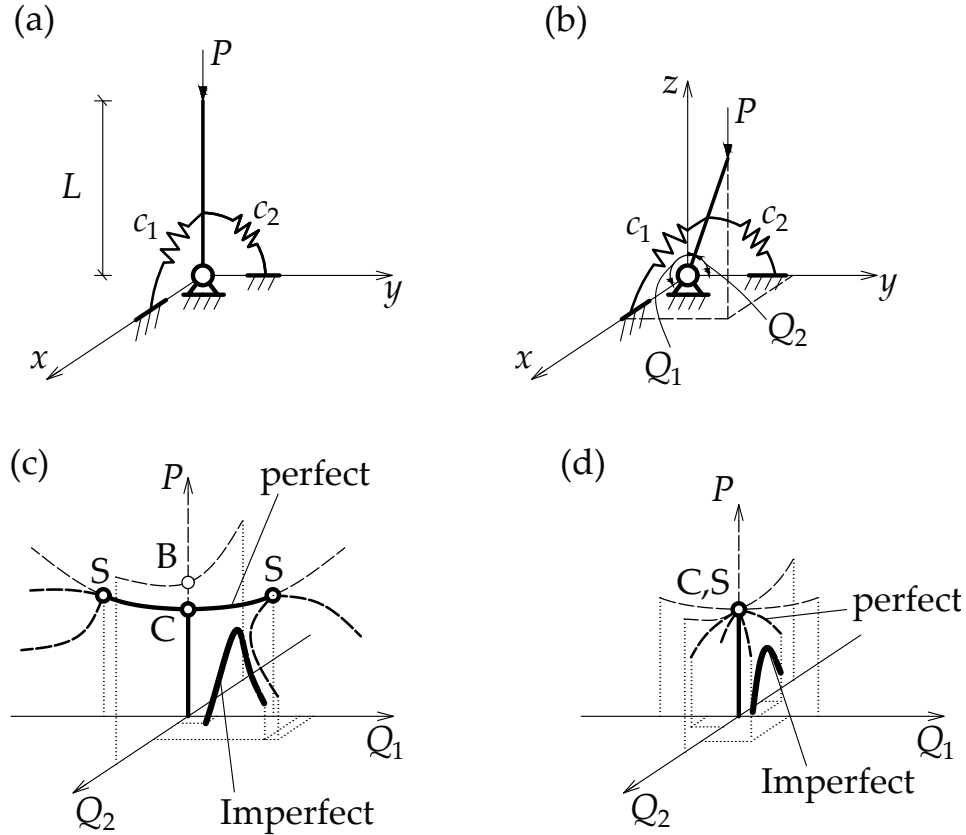 (a)
P
L
c₁
c₂
y
x
(b)
z
P
c₁
c₂
y
x
Q₁
Q₂
(c)
P
perfect
B
S
S
C
Q₁
Q₂
Imperfect
(d)
P
C,S
perfect
Q₁
Q₂
Imperfect